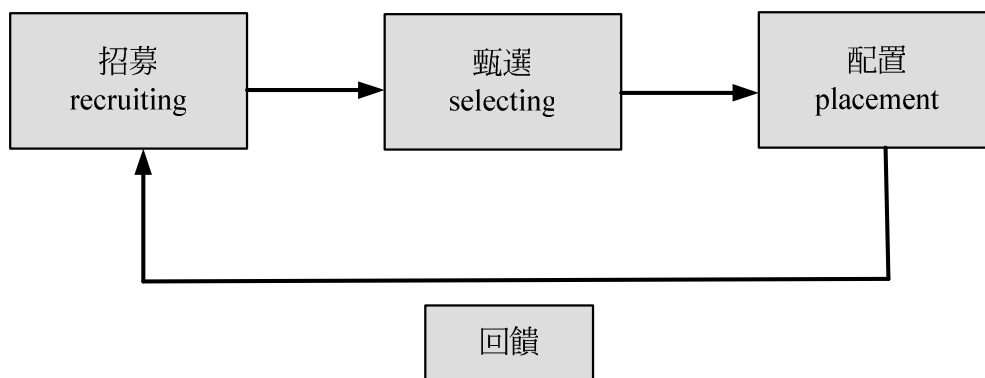 招募
recruiting
甄選
selecting
配置
placement
回饋